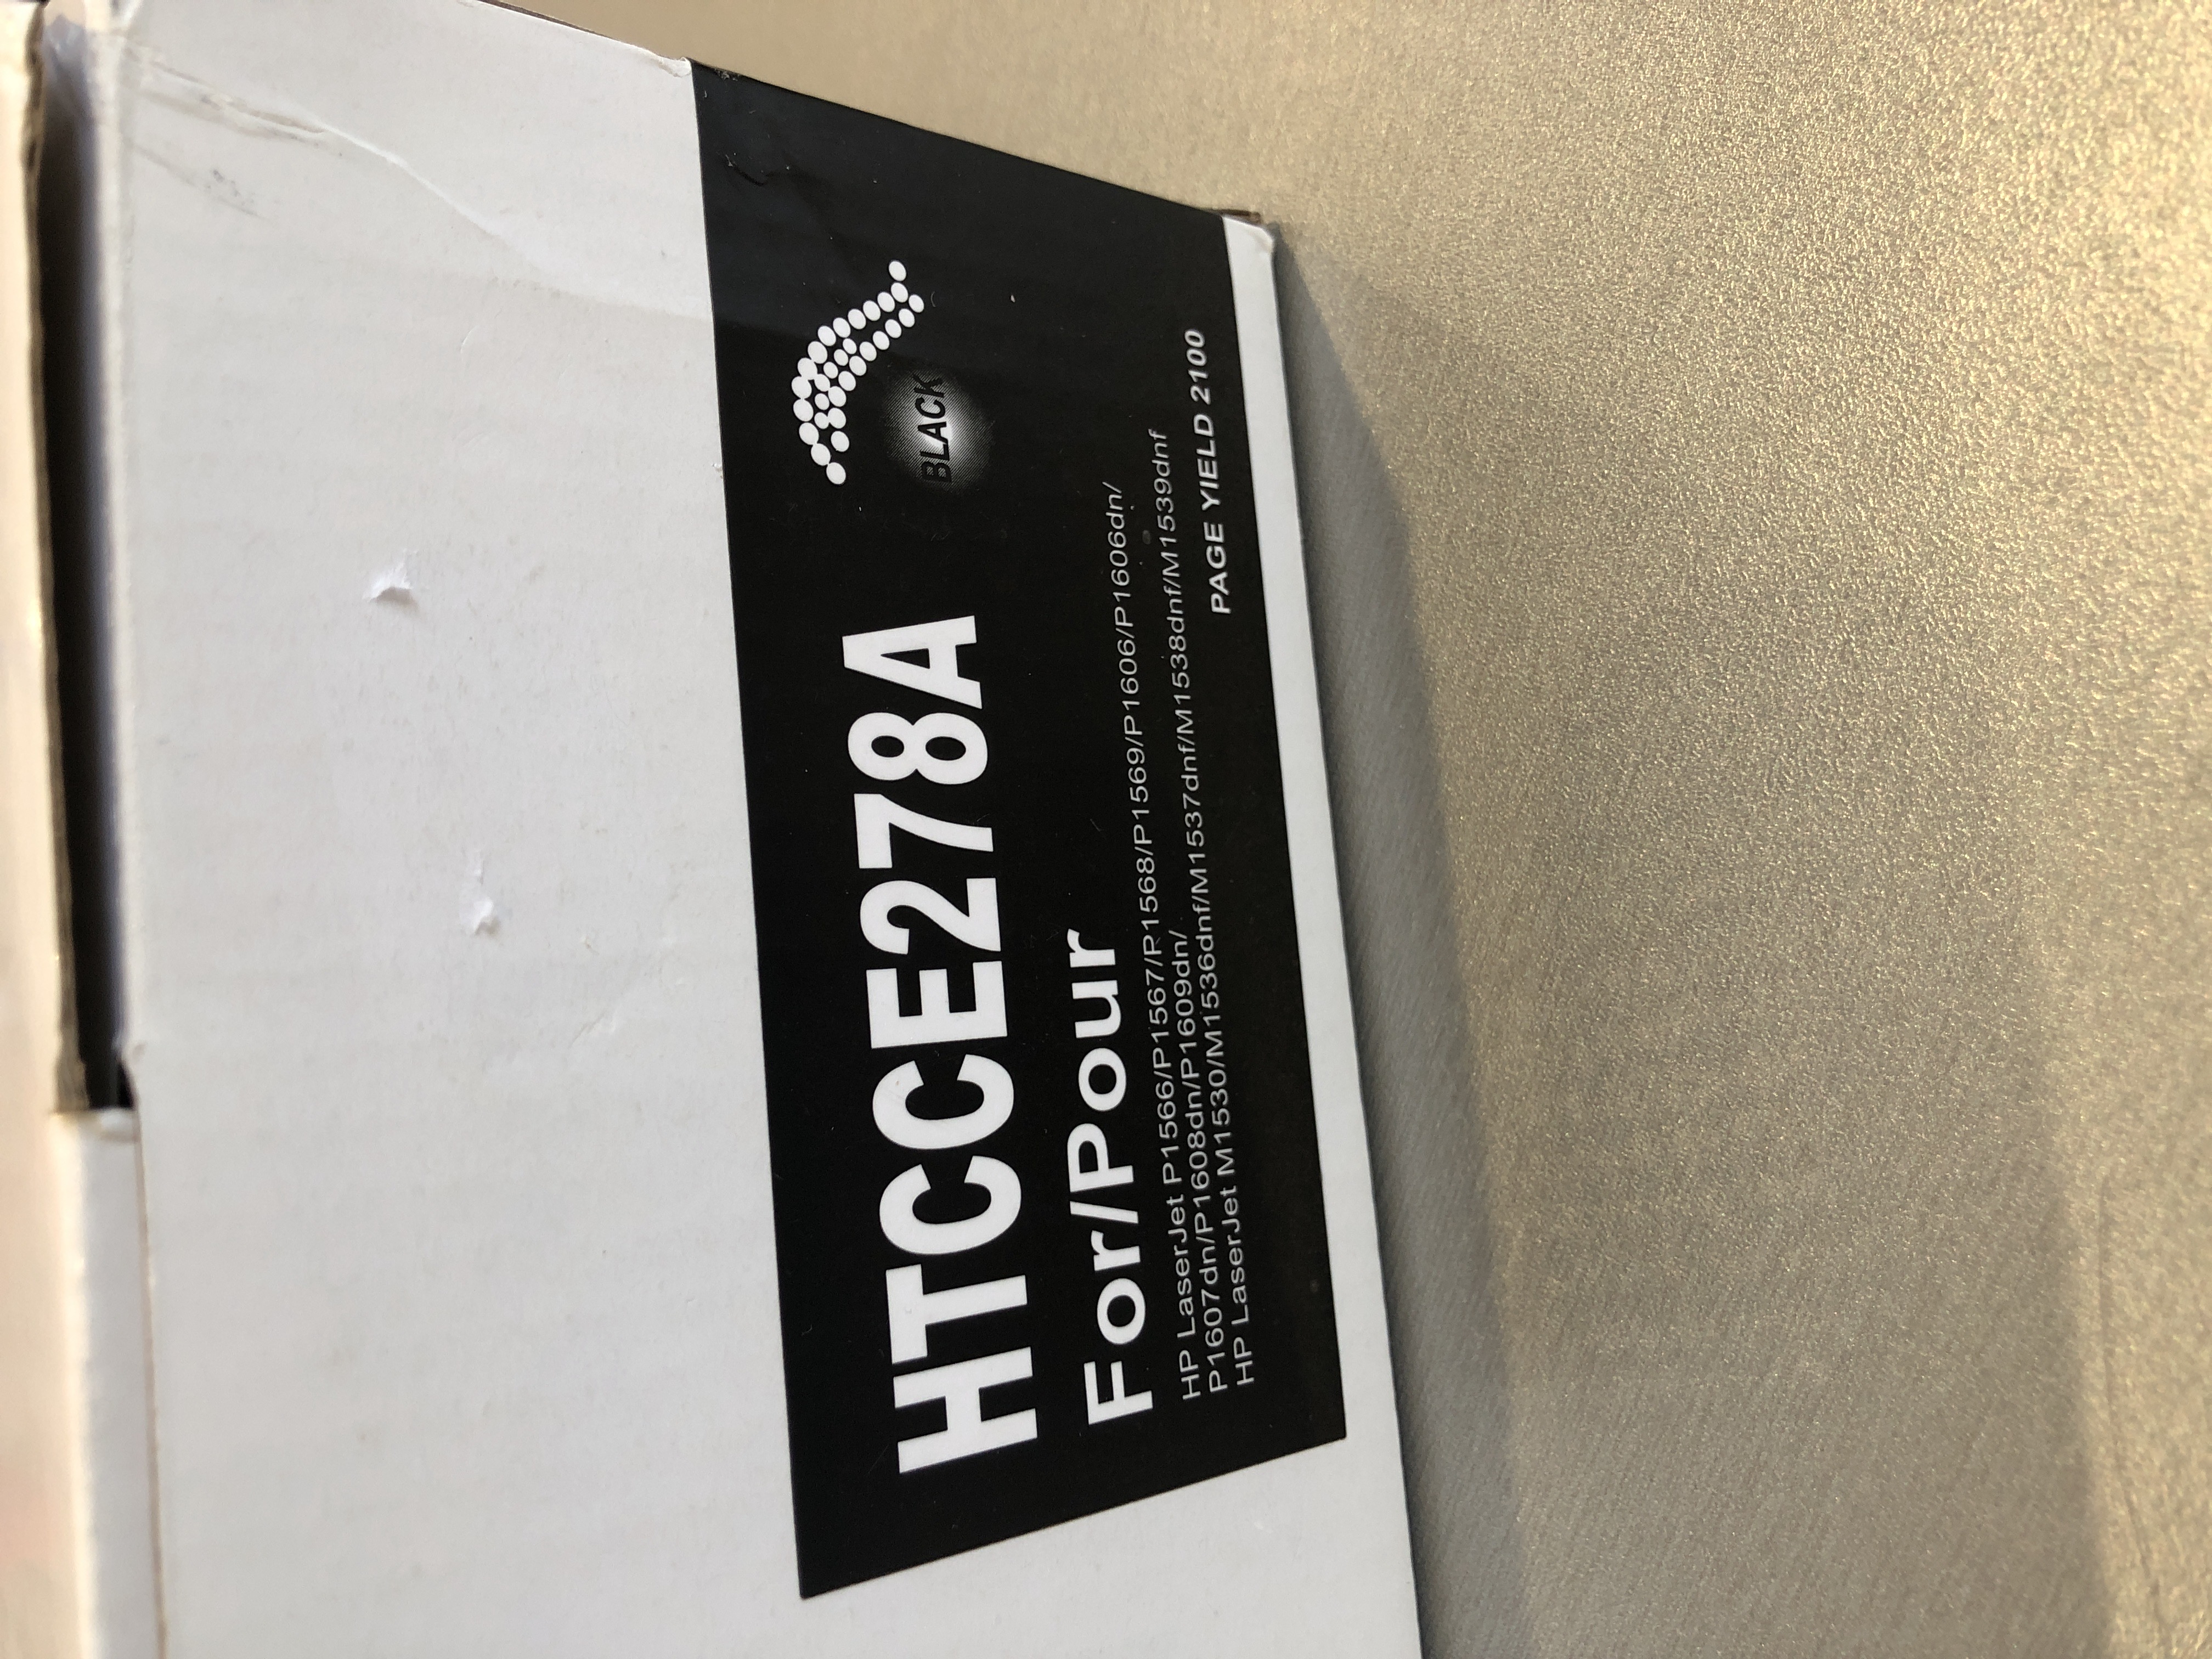 HTCCE278A
BLACK
For/Pour
HP LaserJet P1566/P1567/R1568/P1569/P1606/P1606dn/
P1607dn/P1608dn/P1609dn/
HP LaserJet M1530/M1536dnf/M1537dnf/M1538dnf/M1539dnf
PAGE YIELD 2100